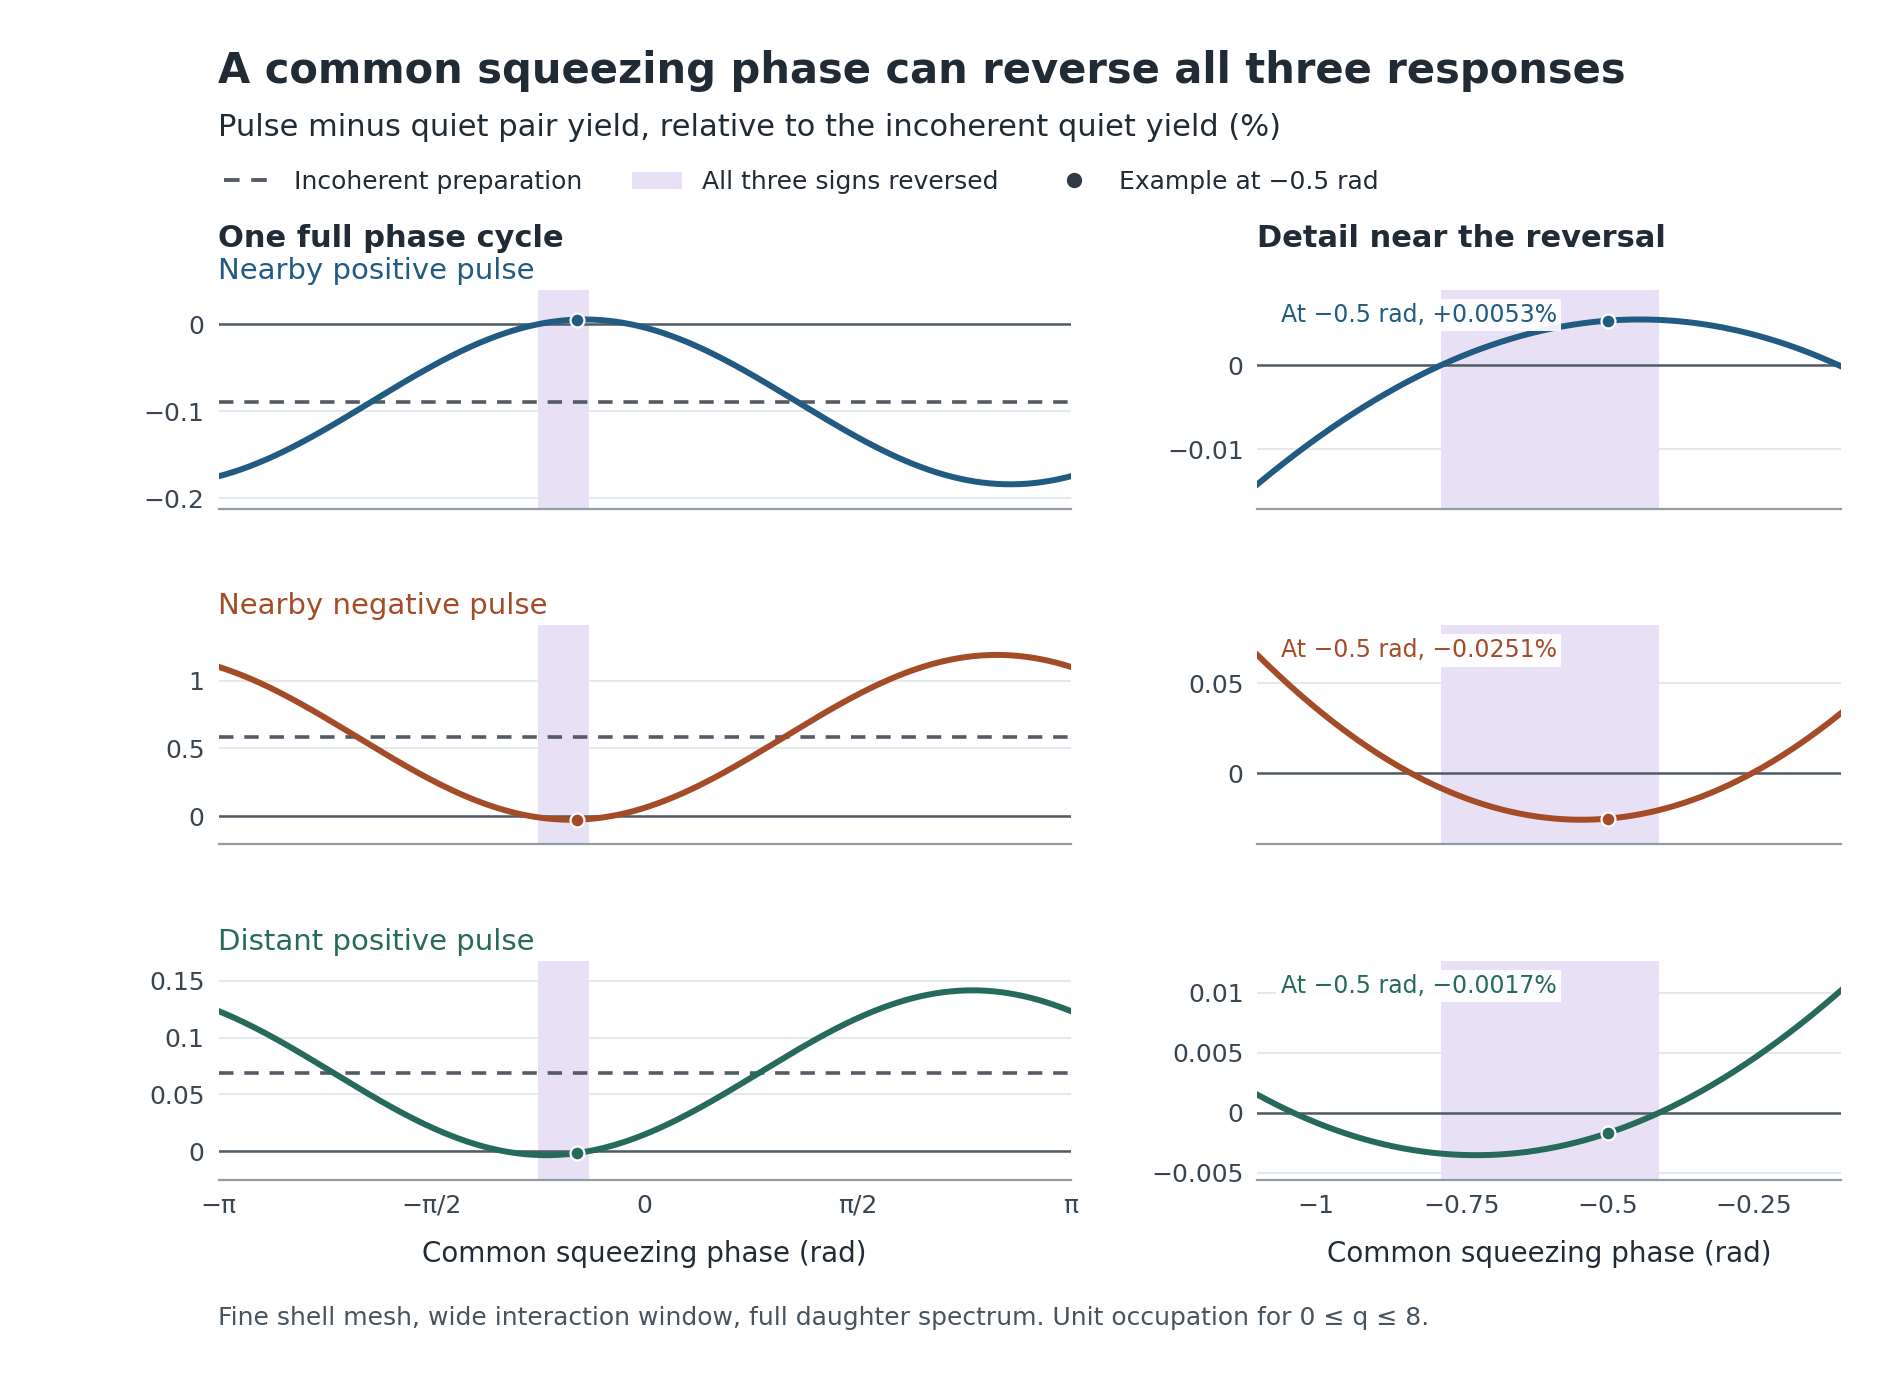 A common squeezing phase can reverse all three responses
Pulse minus quiet pair yield, relative to the incoherent quiet yield (%)
Incoherent preparation
All three signs reversed
Example at −0.5 rad
One full phase cycle
Nearby positive pulse
0
−0.1
−0.2
Detail near the reversal
At −0.5 rad, +0.0053%
0
−0.01
Nearby negative pulse
1
0.5
0
At −0.5 rad, −0.0251%
0.05
0
Distant positive pulse
0.15
0.1
0.05
0
−π
−π/2
0
π/2
π
Common squeezing phase (rad)
At −0.5 rad, −0.0017%
0.01
0.005
0
−0.005
−1
−0.75
−0.5
−0.25
Common squeezing phase (rad)
Fine shell mesh, wide interaction window, full daughter spectrum. Unit occupation for 0 ≤ q ≤ 8.